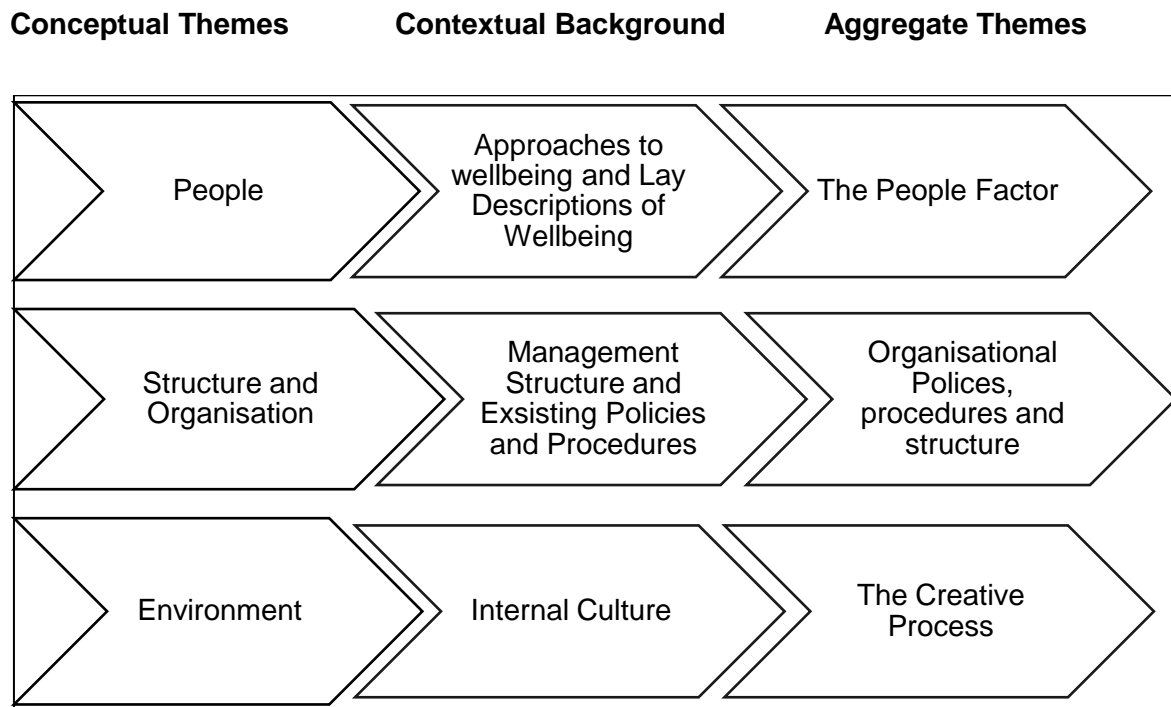 Conceptual Themes
Contextual Background
Aggregate Themes
People
Approaches to
wellbeing and Lay
Descriptions of
Wellbeing
The People Factor
Structure and
Organisation
Management
Structure and
Exsisting Policies
and Procedures
Organisational
Polices,
procedures and
structure
Environment
Internal Culture
The Creative
Process